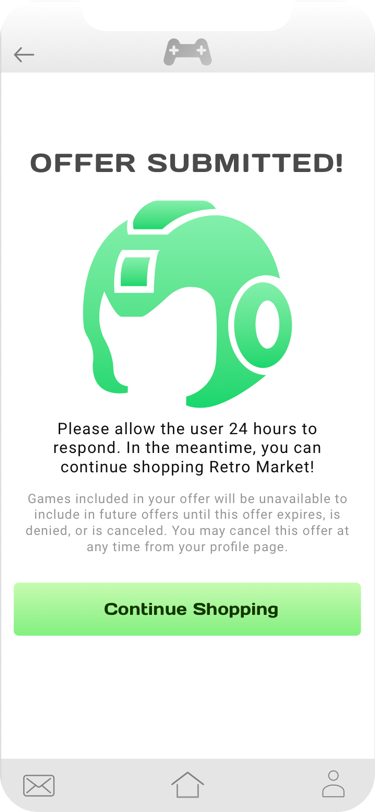 OFFER SUBMITTED!
Please allow the user 24 hours to
respond. In the meantime, you can
continue shopping Retro Market!
Games included in your offer will be unavailable to
include in future offers until this offer expires, is
denied, or is canceled. You may cancel this offer at
any time from your profile page.
Continue Shopping